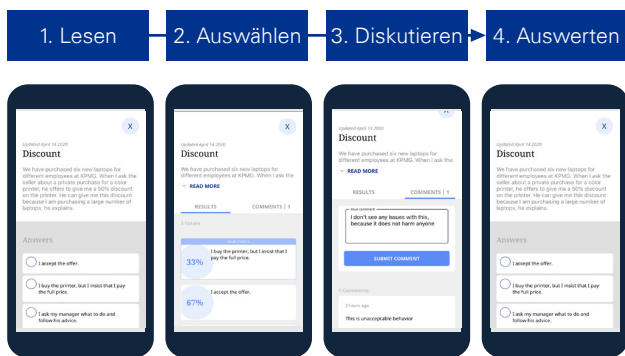 1. Lesen
2. Auswählen
3. Diskutieren
4. Auswerten
X
Updated April 14 2020
Discount
We have purchased six new laptops for
different employees at KPMG. When I ask the
seller about a private purchase for a color
printer, he offers to give me a 50% discount
on the printer. He can give me this discount
because I am purchasing a large number of
laptops, he explains.
Answers
I accept the offer.
I buy the printer, but I insist that I pay
the full price.
I ask my manager what to do and
follow his advice.
X
Updated April 14 2020
Discount
We have purchased six new laptops for
different employees at KPMG. When I ask the
READ MORE
RESULTS
COMMENTS | 1
33%
I buy the printer, but I insist that I
pay the full price.
67%
I accept the offer.
Updated April 14 2020
Discount
We have purchased six new laptops for
different employees at KPMG. When I ask the
READ MORE
RESULTS
COMMENTS | 1
Your comment
I don't see any issues with this,
because it does not harm anyone
SUBMIT COMMENT
1 Comments
2 hours ago
This is unacceptable behavior
X
Updated April 14 2020
Discount
We have purchased six new laptops for
different employees at KPMG. When I ask the
seller about a private purchase for a color
printer, he offers to give me a 50% discount
on the printer. He can give me this discount
because I am purchasing a large number of
laptops, he explains.
Answers
I accept the offer.
I buy the printer, but I insist that I pay
the full price.
I ask my manager what to do and
follow his advice.